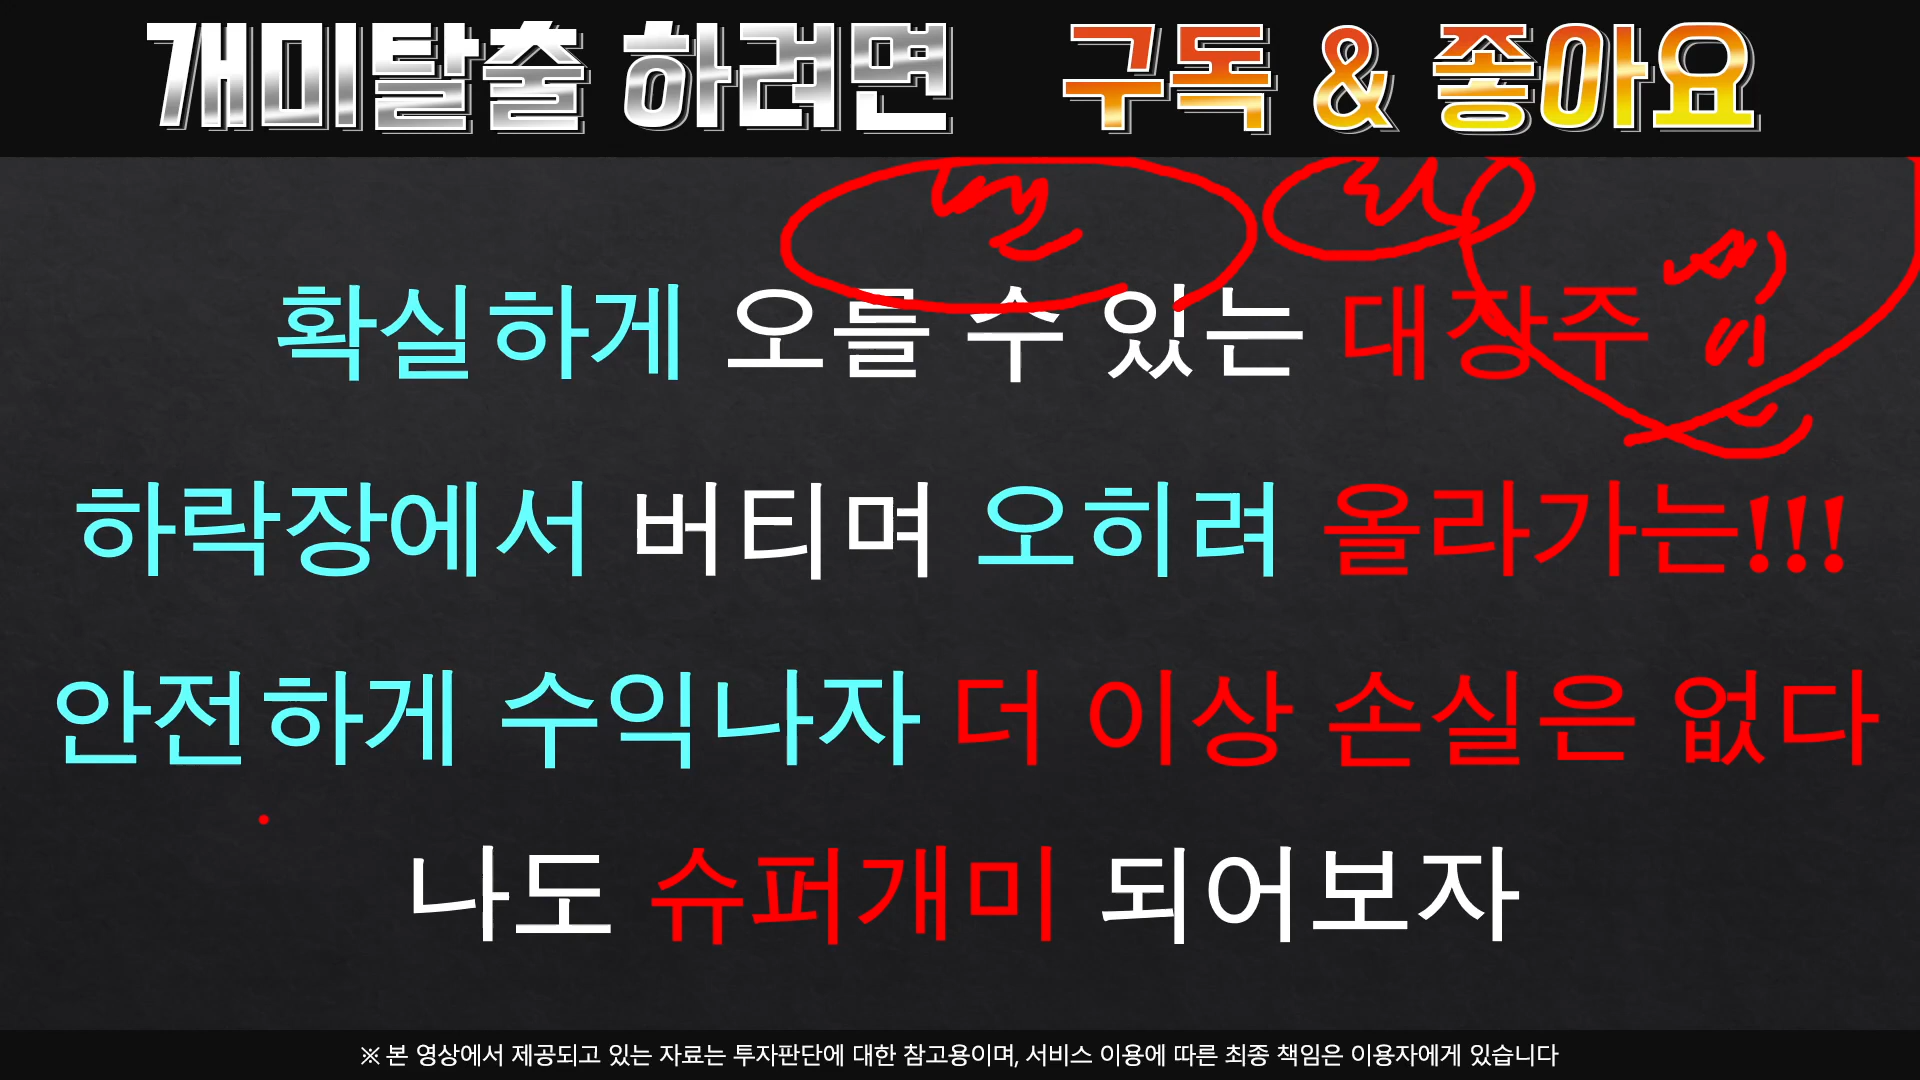 개미탈출 하려면 구독 & 좋아요
확실하게 오를 수 있는 대장주
하락장에서 버티며 오히려 올라가는!!!
안전하게 수익나자 더 이상 손실은 없다
나도 슈퍼개미 되어보자
※ 본 영상에서 제공되고 있는 자료는 투자판단에 대한 참고용이며, 서비스 이용에 따른 최종 책임은 이용자에게 있습니다